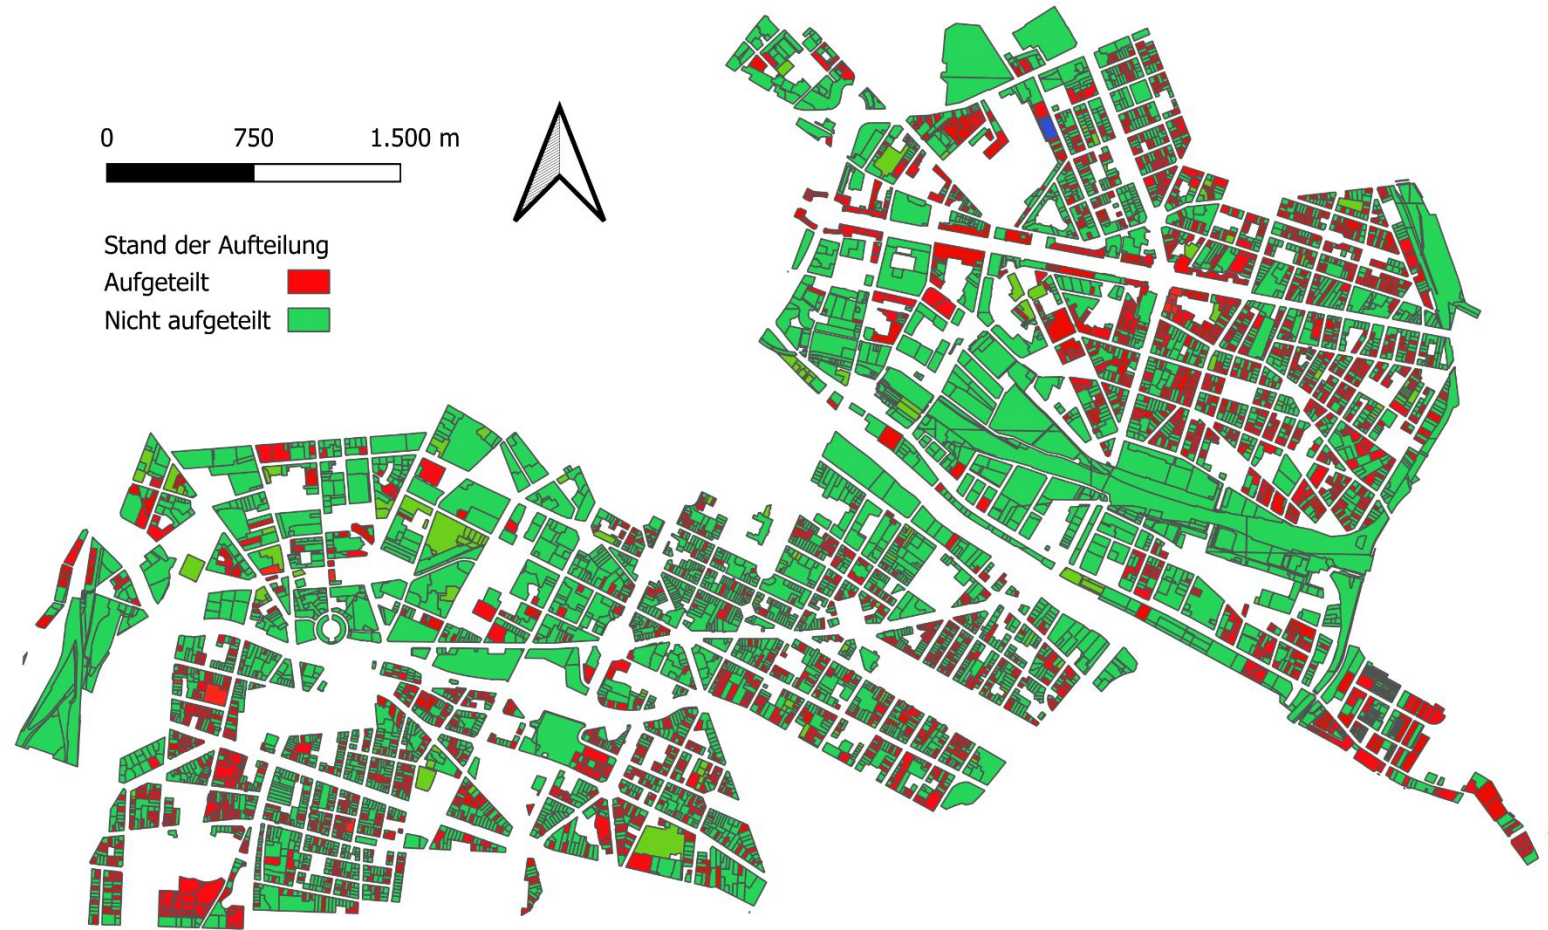 0 750 1.500 m
Stand der Aufteilung
Aufgeteilt
Nicht aufgeteilt